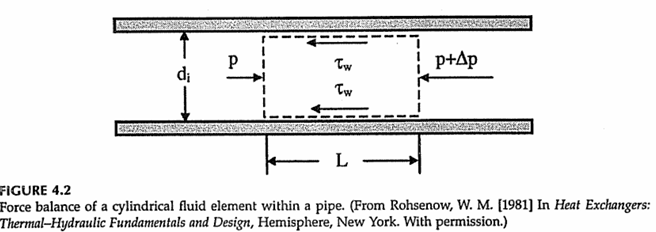 p
p+Δp
dᵢ
τw
τw
L
FIGURE 4.2
Force balance of a cylindrical fluid element within a pipe. (From Rohsenow, W. M. [1981] In Heat Exchangers:
Thermal–Hydraulic Fundamentals and Design, Hemisphere, New York. With permission.)